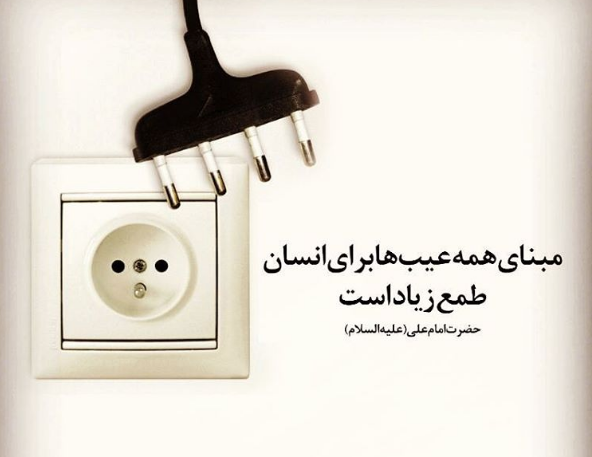 مبنای همه عیب‌ها برای انسان
طمع زیاد است
حضرت امام علی (علیه السلام)